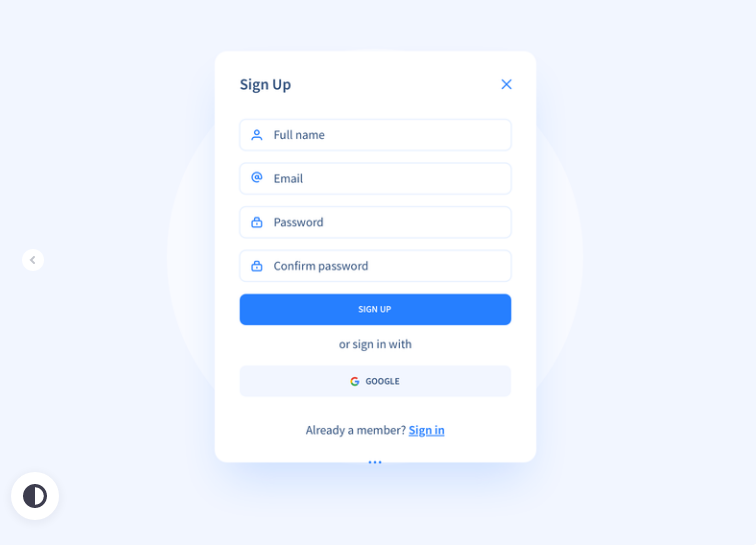 Sign Up
Full name
Email
Password
Confirm password
SIGN UP
or sign in with
GOOGLE
Already a member? Sign in